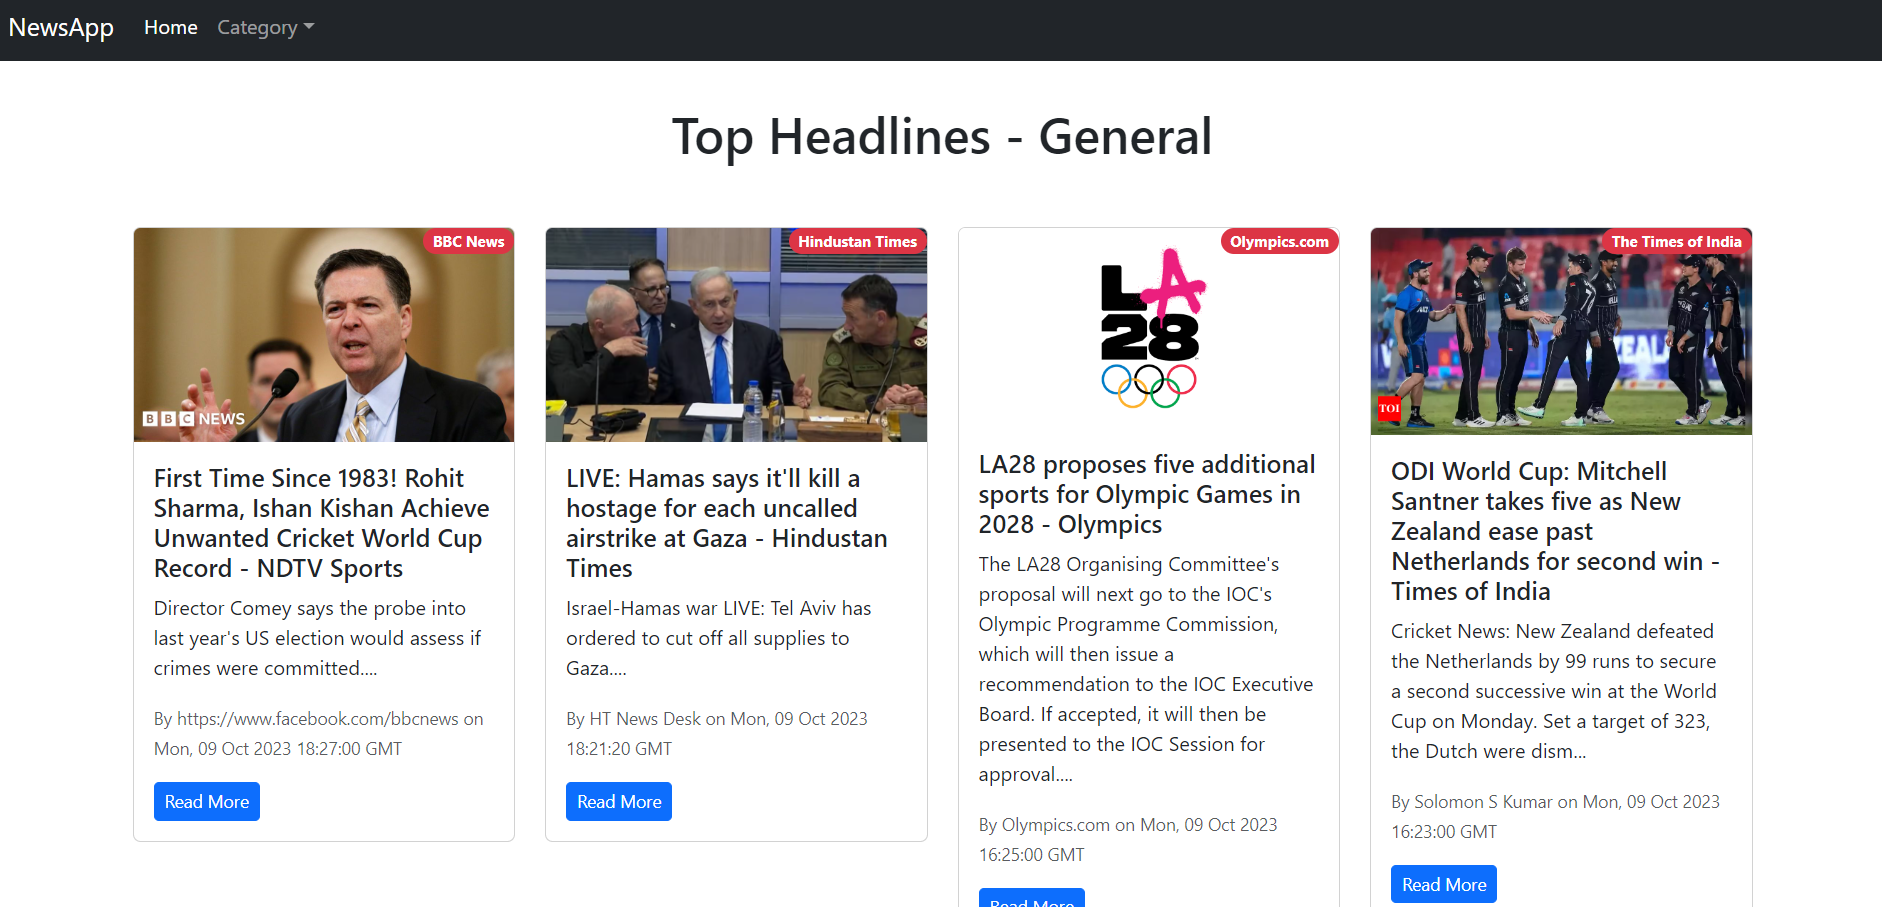 NewsApp Home Category
Top Headlines - General
BBC News
BBC NEWS
First Time Since 1983! Rohit
Sharma, Ishan Kishan Achieve
Unwanted Cricket World Cup
Record - NDTV Sports
Director Comey says the probe into
last year's US election would assess if
crimes were committed....
By https://www.facebook.com/bbcnews on
Mon, 09 Oct 2023 18:27:00 GMT
Read More
Hindustan Times
LIVE: Hamas says it'll kill a
hostage for each uncalled
airstrike at Gaza - Hindustan
Times
Israel-Hamas war LIVE: Tel Aviv has
ordered to cut off all supplies to
Gaza....
By HT News Desk on Mon, 09 Oct 2023
18:21:20 GMT
Read More
Olympics.com
LA
28
LA28 proposes five additional
sports for Olympic Games in
2028 - Olympics
The LA28 Organising Committee's
proposal will next go to the IOC's
Olympic Programme Commission,
which will then issue a
recommendation to the IOC Executive
Board. If accepted, it will then be
presented to the IOC Session for
approval....
By Olympics.com on Mon, 09 Oct 2023
16:25:00 GMT
Read More
The Times of India
ZEALA
TOI
ODI World Cup: Mitchell
Santner takes five as New
Zealand ease past
Netherlands for second win -
Times of India
Cricket News: New Zealand defeated
the Netherlands by 99 runs to secure
a second successive win at the World
Cup on Monday. Set a target of 323,
the Dutch were dism...
By Solomon S Kumar on Mon, 09 Oct 2023
16:23:00 GMT
Read More